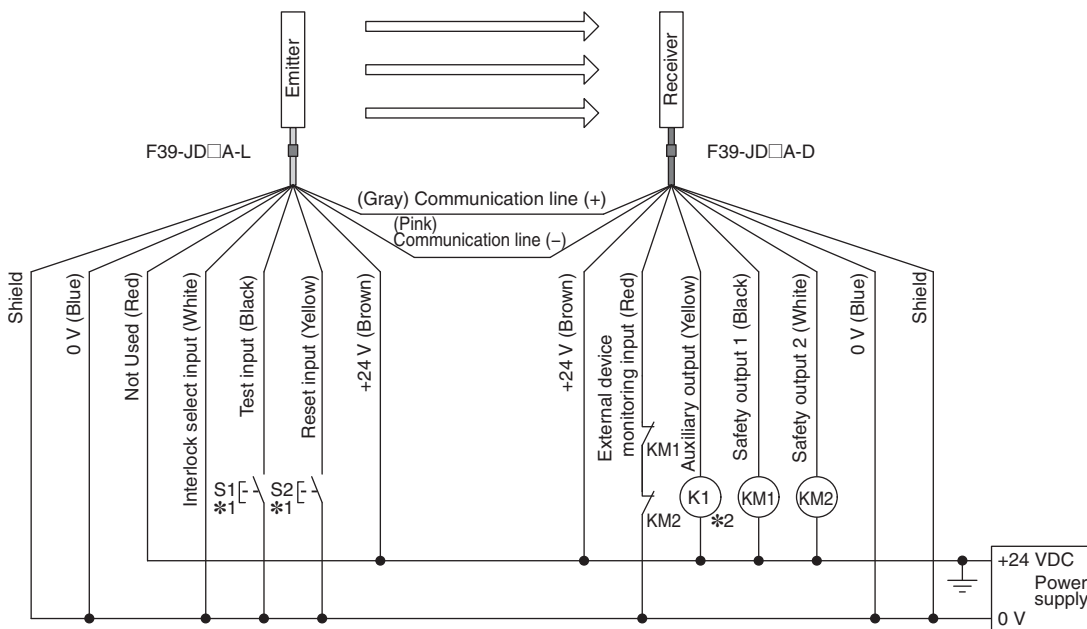 Emitter
Receiver
F39-JD□A-L
F39-JD□A-D
(Gray) Communication line (+)
(Pink)
Communication line (−)
Shield
0 V (Blue)
Not Used (Red)
Interlock select input (White)
Test input (Black)
Reset input (Yellow)
+24 V (Brown)
+24 V (Brown)
External device
monitoring input (Red)
Auxiliary output (Yellow)
Safety output 1 (Black)
Safety output 2 (White)
0 V (Blue)
Shield
S1
*1
S2
*1
KM1
KM2
K1
*2
KM1
KM2
+24 VDC
Power
supply
0 V